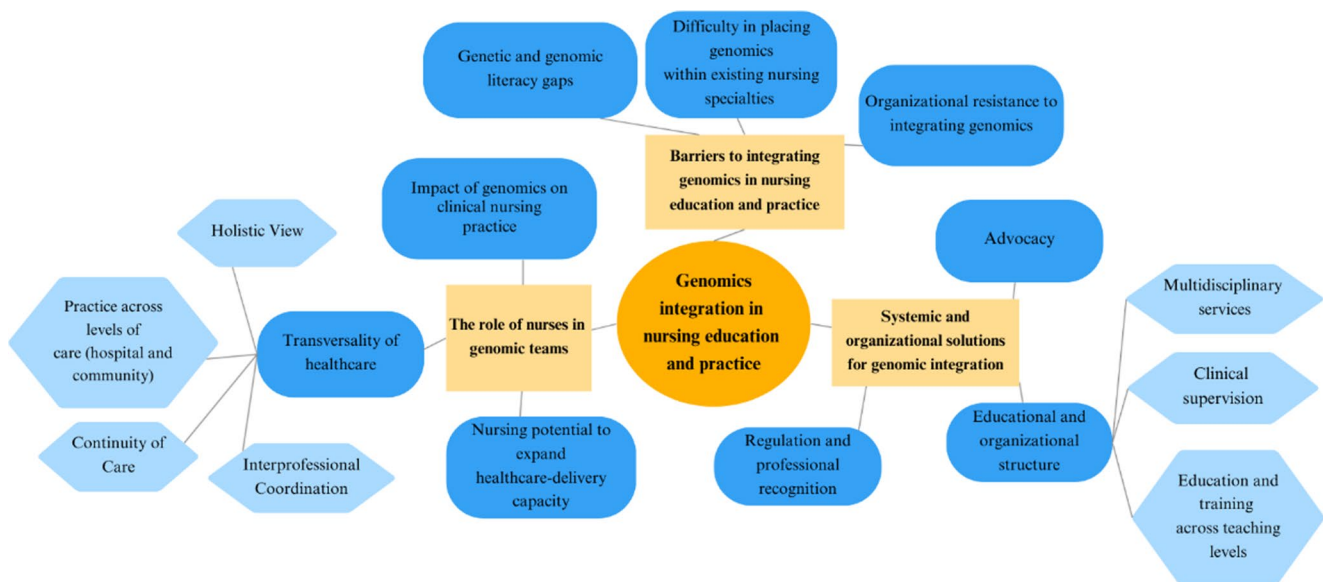 Difficulty in placing
genomics
within existing nursing
specialties
Genetic and genomic
literacy gaps
Organizational resistance to
integrating genomics
Barriers to integrating
genomics in nursing
education and practice
Impact of genomics on
clinical nursing
practice
Holistic View
Practice across
levels of
care (hospital and
community)
Transversality of
healthcare
Continuity of
Care
Interprofessional
Coordination
The role of nurses in
genomic teams
Nursing potential to
expand
healthcare-delivery
capacity
Genomics
integration in
nursing education
and practice
Systemic and
organizational solutions
for genomic integration
Advocacy
Regulation and
professional
recognition
Educational and
organizational
structure
Multidisciplinary
services
Clinical
supervision
Education and
training
across teaching
levels